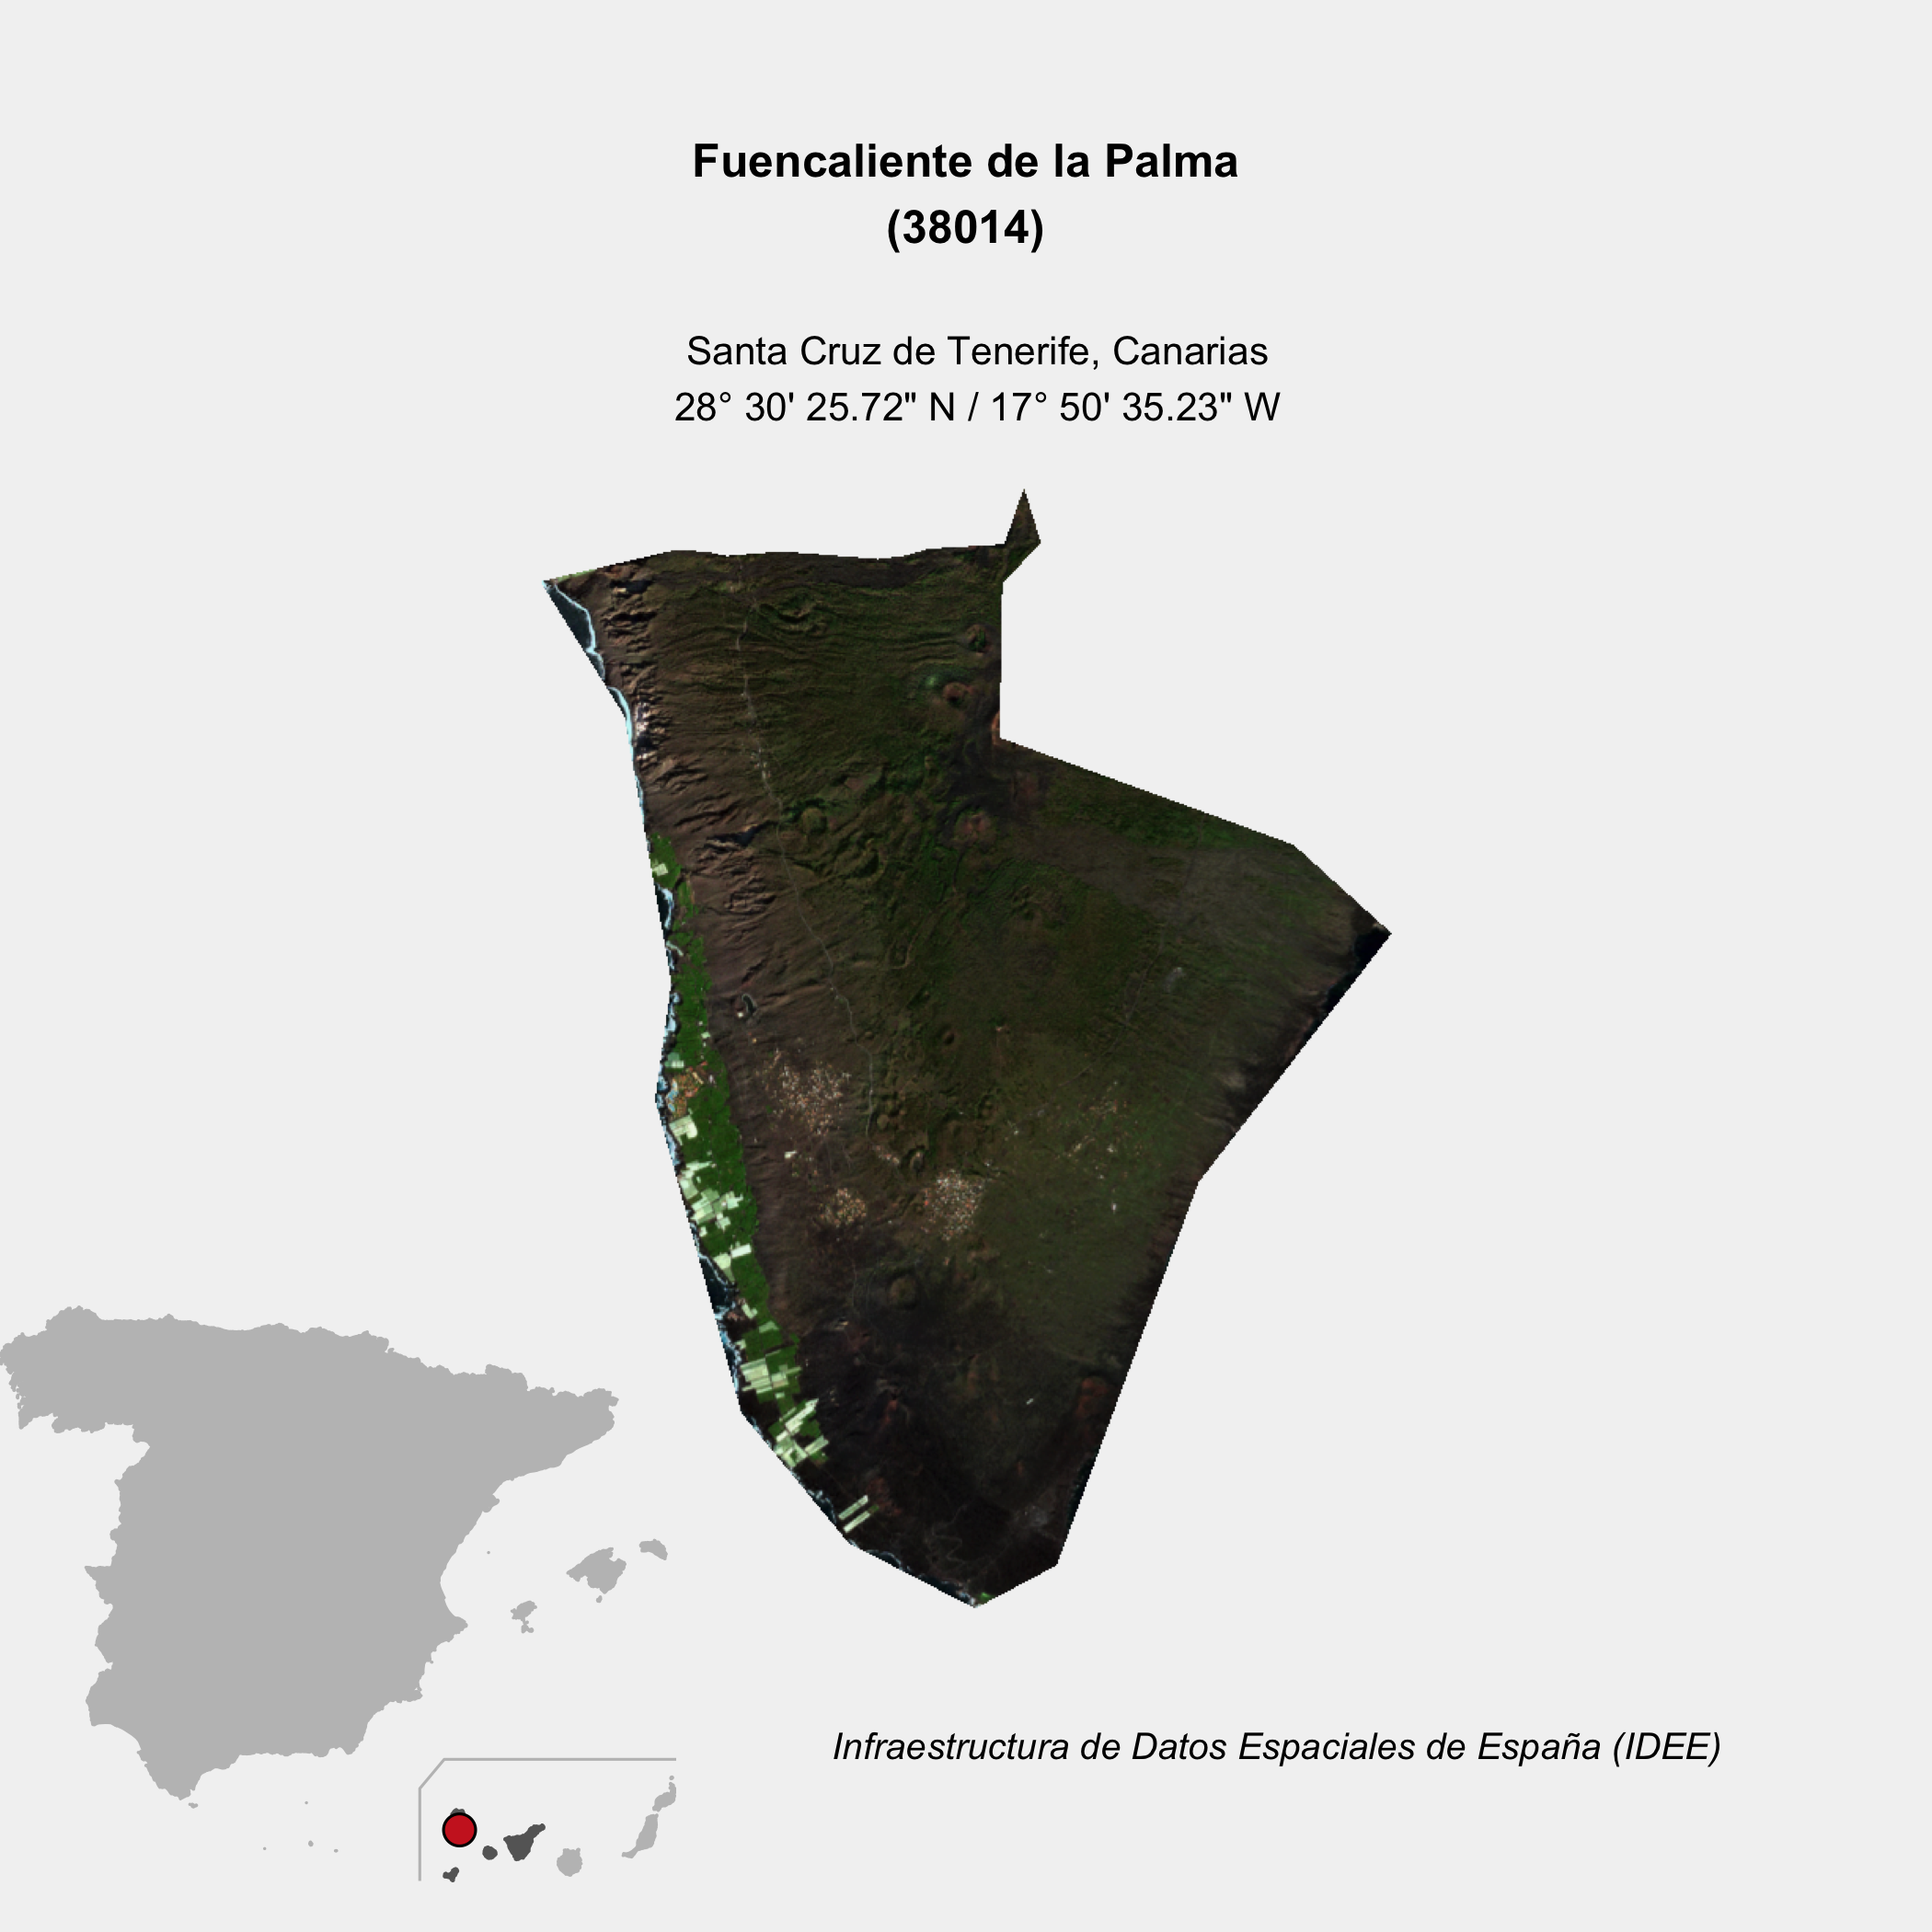 Fuencaliente de la Palma
(38014)
Santa Cruz de Tenerife, Canarias
28° 30' 25.72" N / 17° 50' 35.23" W
Infraestructura de Datos Espaciales de España (IDEE)